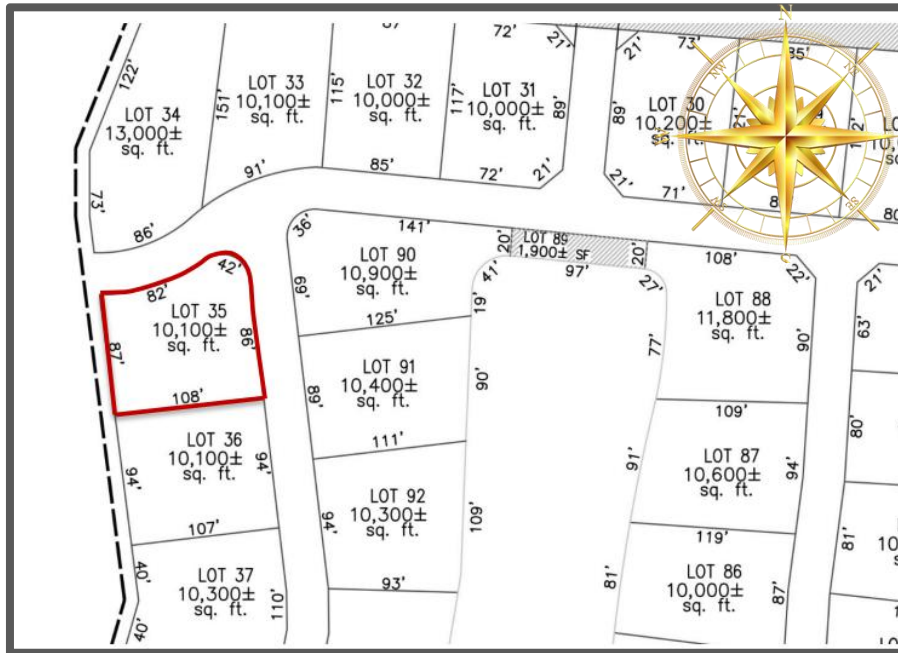 72'
21'
21'
73'
85'
N
122'
LOT 34
13,000±
sq. ft.
151'
LOT 33
10,100±
sq. ft.
115'
LOT 32
10,000±
sq. ft.
117'
LOT 31
10,000±
sq. ft.
89'
89'
LOT 30
10,200±
sq. ft.
NW
SE
73'
86'
91'
85'
72'
21'
21'
71'
80'
36'
141'
20'
LOT 89
1,900± SF
20'
108'
22'
21'
82'
42'
LOT 35
10,100±
sq. ft.
87'
86'
108'
69'
LOT 90
10,900±
sq. ft.
125'
19'
41'
97'
27'
77'
LOT 88
11,800±
sq. ft.
90'
63'
109'
89'
LOT 91
10,400±
sq. ft.
90'
111'
LOT 36
10,100±
sq. ft.
94'
94'
107'
91'
LOT 87
10,600±
sq. ft.
94'
80'
119'
94'
LOT 92
10,300±
sq. ft.
109'
93'
40'
40'
LOT 37
10,300±
sq. ft.
110'
81'
LOT 86
10,000±
sq. ft.
87'
81'